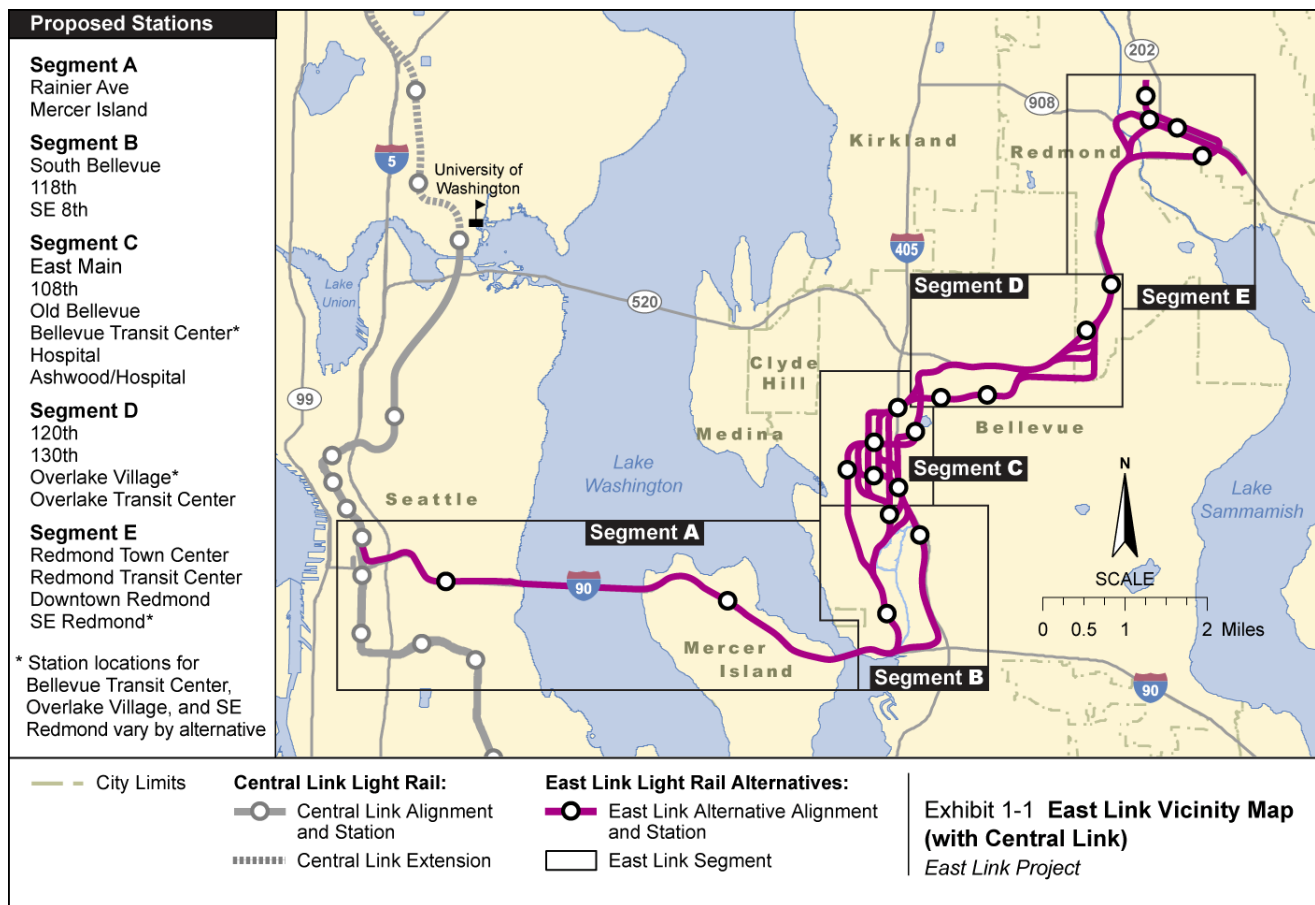 Proposed Stations
Segment A
Rainier Ave
Mercer Island
Segment B
South Bellevue
118th
SE 8th
Segment C
East Main
108th
Old Bellevue
Bellevue Transit Center*
Hospital
Ashwood/Hospital
Segment D
120th
130th
Overlake Village*
Overlake Transit Center
Segment E
Redmond Town Center
Redmond Transit Center
Downtown Redmond
SE Redmond*
* Station locations for
Bellevue Transit Center,
Overlake Village, and SE
Redmond vary by alternative
202
908
Kirkland
Redmond
5
University of
Washington
405
Lake
Union
520
Segment D
Segment E
Clyde
Hill
99
Medina
Bellevue
Lake
Washington
Segment C
Seattle
N
Lake
Sammamish
Segment A
90
SCALE
0 0.5 1 2 Miles
Mercer
Island
Segment B
90
City Limits
Central Link Light Rail:
Central Link Alignment
and Station
Central Link Extension
East Link Light Rail Alternatives:
East Link Alternative Alignment
and Station
East Link Segment
Exhibit 1-1 East Link Vicinity Map
(with Central Link)
East Link Project